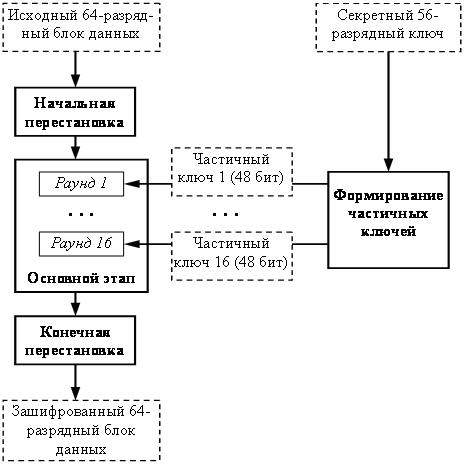 Исходный 64-разряд-
ный блок данных
Секретный 56-
разрядный ключ
Начальная
перестановка
Раунд 1
Частичный
ключ 1 (48 бит)
Формирование
частичных
ключей
• • •
• • •
Раунд 16
Частичный
ключ 16 (48 бит)
Основной этап
Конечная
перестановка
Зашифрованный 64-
разрядный блок
данных